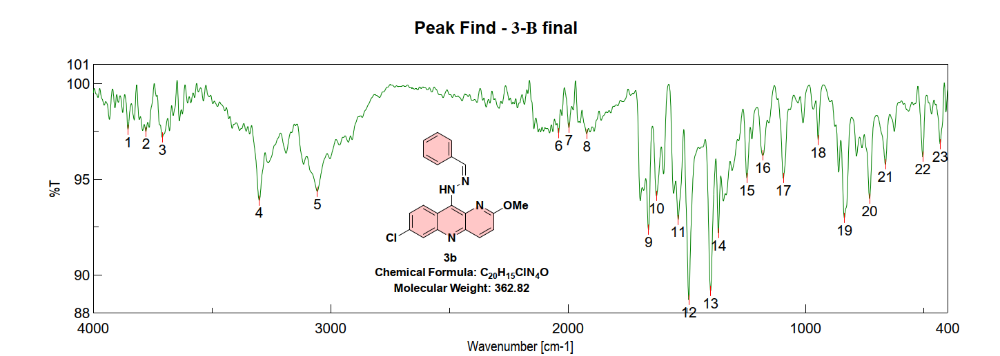 Peak Find - 3-B final
101
100
95
90
88
%T
1
2
3
4
5
6
7
8
9
10
11
12
13
14
15
16
17
18
19
20
21
22
23
N
HN
N
OMe
Cl
N
3b
Chemical Formula: C₂₀H₁₅ClN₄O
Molecular Weight: 362.82
4000 3000 2000 1000 400
Wavenumber [cm-1]